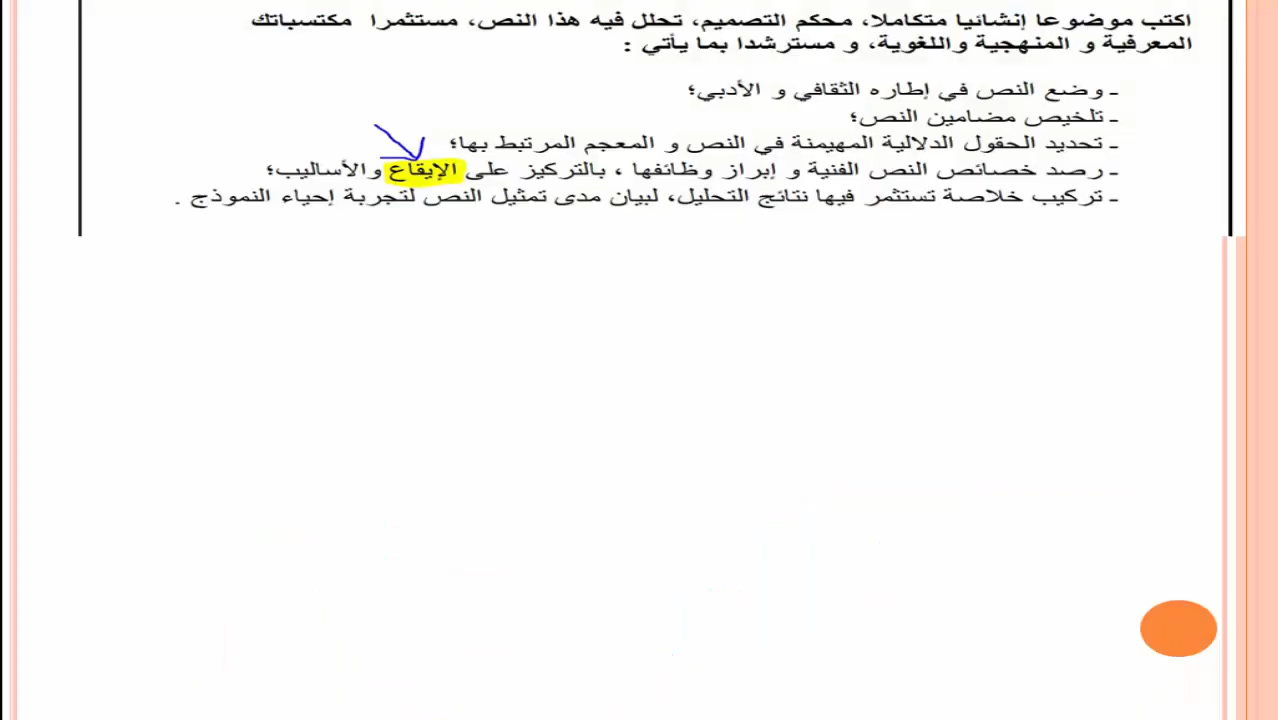 اكتب موضوعا إنشائيا متكاملا، محكم التصميم، تحلل فيه هذا النص، مستثمرا مكتسباتك
المعرفية و المنهجية واللغوية، و مسترشدا بما يأتي :
ـ وضع النص في إطاره الثقافي و الأدبي؛
ـ تلخيص مضامين النص؛
ـ تحديد الحقول الدلالية المهيمنة في النص و المعجم المرتبط بها؛
ـ رصد خصائص النص الفنية و إبراز وظائفها ، بالتركيز على الإيقاع والأساليب؛
ـ تركيب خلاصة تستثمر فيها نتائج التحليل، لبيان مدى تمثيل النص لتجربة إحياء النموذج .